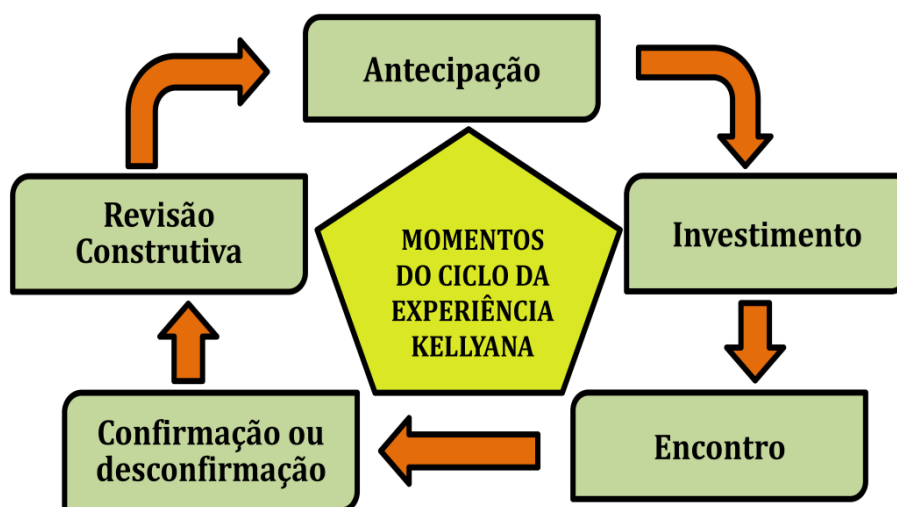 Antecipação
Investimento
Encontro
Confirmação ou
desconfirmação
Revisão
Construtiva
MOMENTOS
DO CICLO DA
EXPERIÊNCIA
KELLYANA